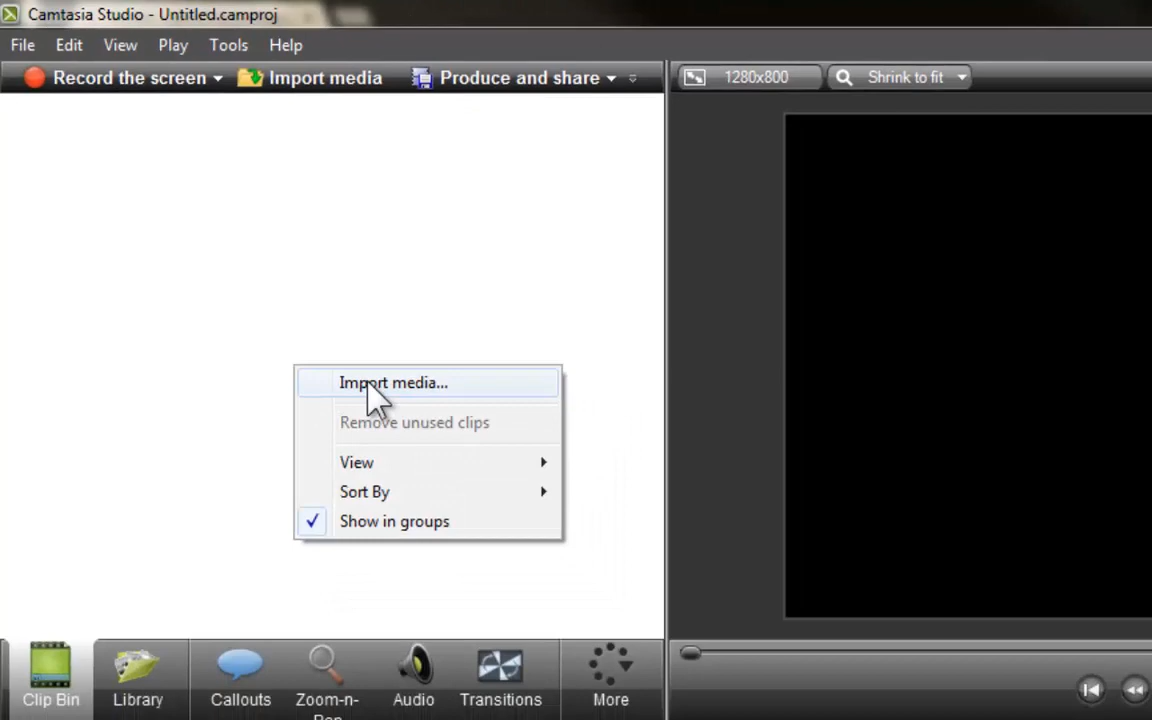 Camtasia Studio - Untitled.camproj
File Edit View Play Tools Help
Record the screen Import media Produce and share 1280x800 Shrink to fit
Import media...
Remove unused clips
View
Sort By
Show in groups
Clip Bin Library Callouts Zoom-n- Audio Transitions More